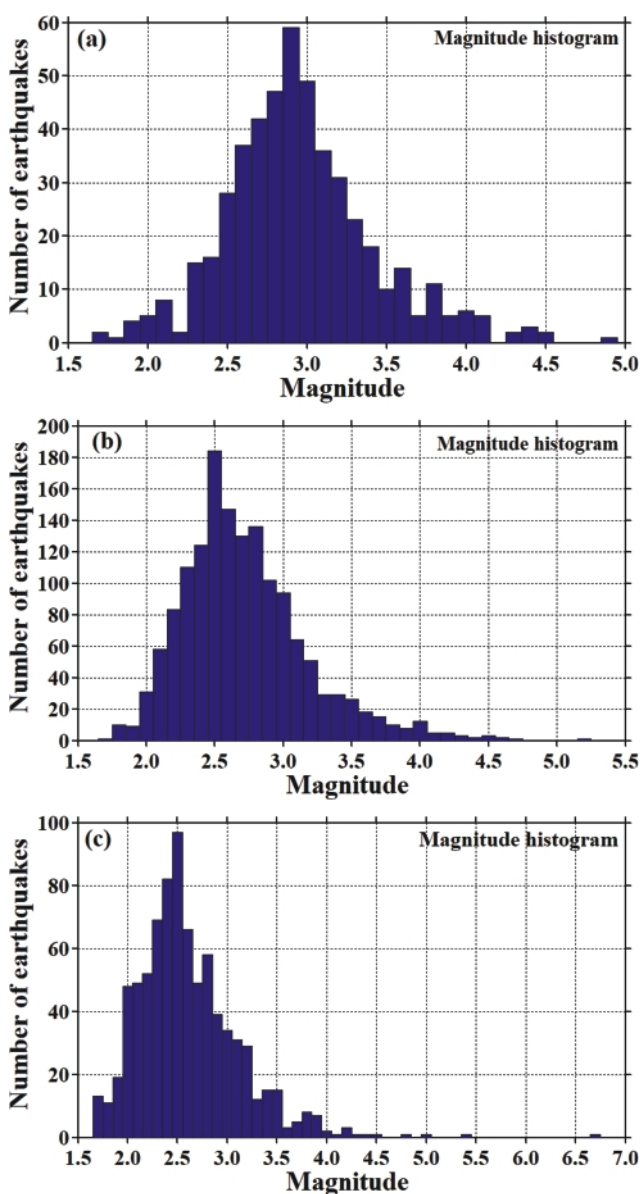 (a) Magnitude histogram
60
50
40
30
20
10
0
Number of earthquakes
1.5 2.0 2.5 3.0 3.5 4.0 4.5 5.0
Magnitude
(b) Magnitude histogram
200
180
160
140
120
100
80
60
40
20
0
Number of earthquakes
1.5 2.0 2.5 3.0 3.5 4.0 4.5 5.0 5.5
Magnitude
(c) Magnitude histogram
100
80
60
40
20
0
Number of earthquakes
1.5 2.0 2.5 3.0 3.5 4.0 4.5 5.0 5.5 6.0 6.5 7.0
Magnitude